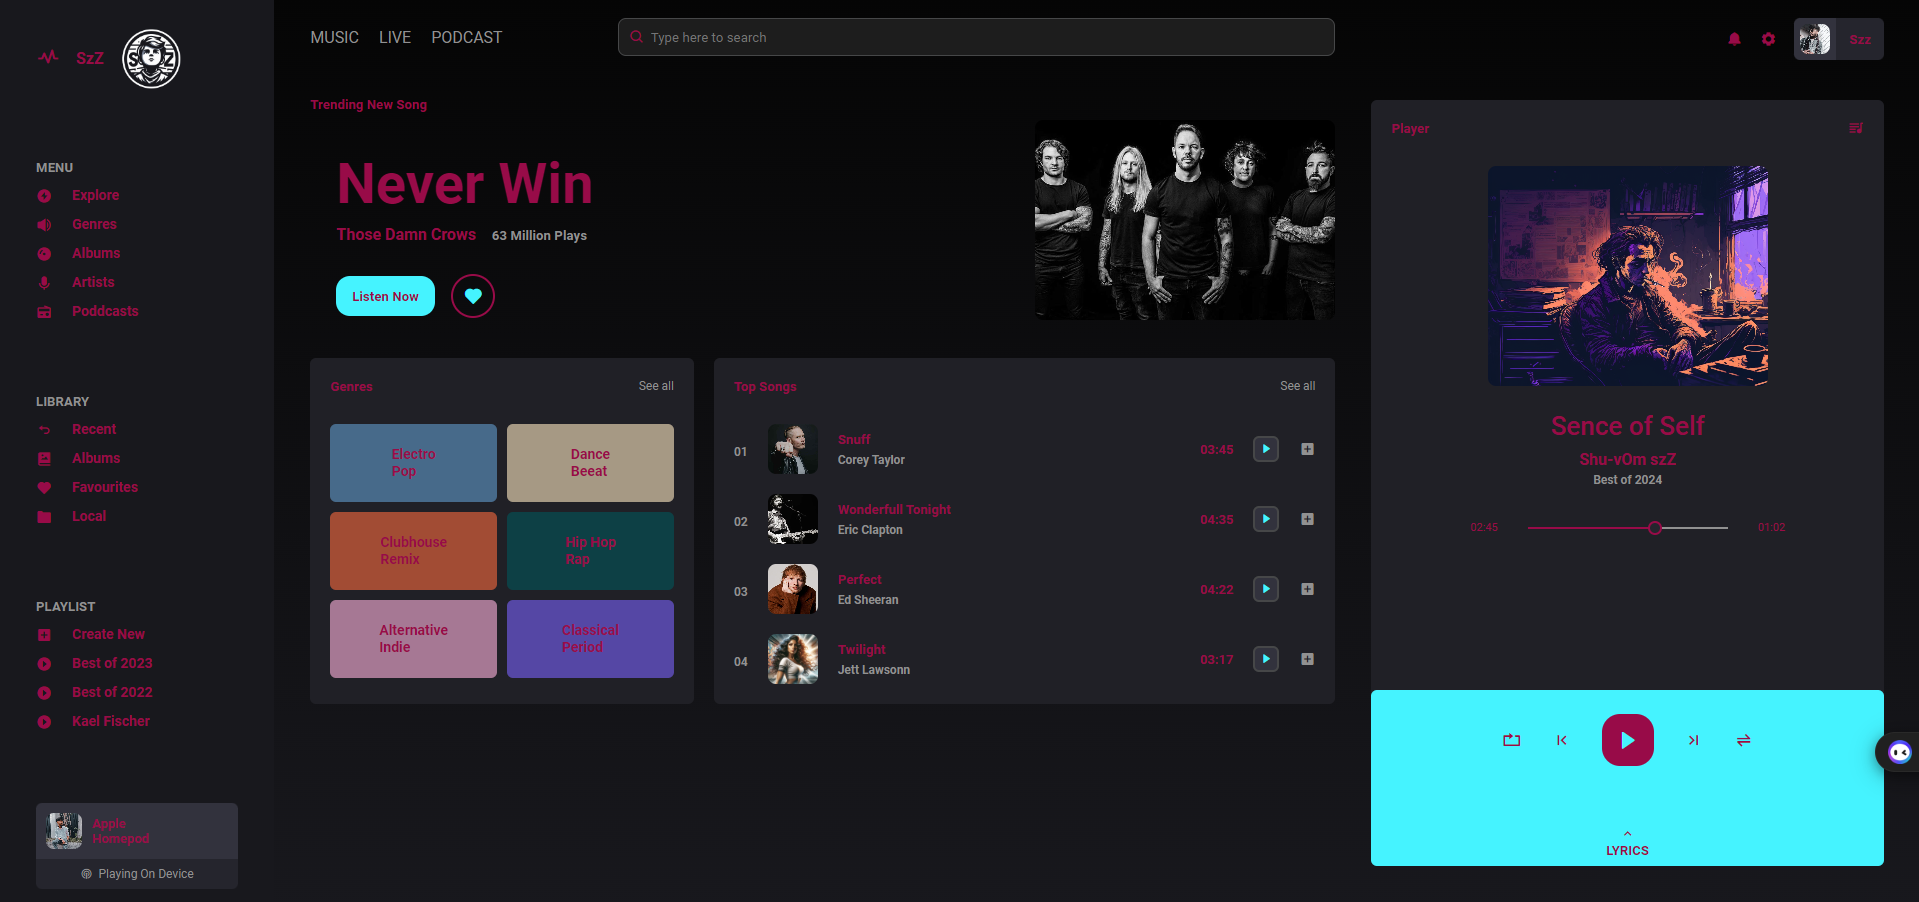 SzZ
MENU
Explore
Genres
Albums
Artists
Poddcasts
LIBRARY
Recent
Albums
Favourites
Local
PLAYLIST
Create New
Best of 2023
Best of 2022
Kael Fischer
Apple
Homepod
Playing On Device
MUSIC LIVE PODCAST
Type here to search
Szz
Trending New Song
Never Win
Those Damn Crows 63 Million Plays
Listen Now
Genres See all
Electro
Pop
Dance
Beeat
Clubhouse
Remix
Hip Hop
Rap
Alternative
Indie
Classical
Period
Top Songs See all
01 Snuff 03:45
Corey Taylor
02 Wonderfull Tonight 04:35
Eric Clapton
03 Perfect 04:22
Ed Sheeran
04 Twilight 03:17
Jett Lawsonn
Player
Sence of Self
Shu-vOm szZ
Best of 2024
02:45 01:02
LYRICS